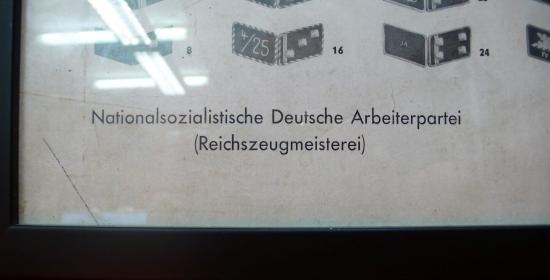 8
4/25
16
24
Nationalsozialistische Deutsche Arbeiterpartei
(Reichszeugmeisterei)